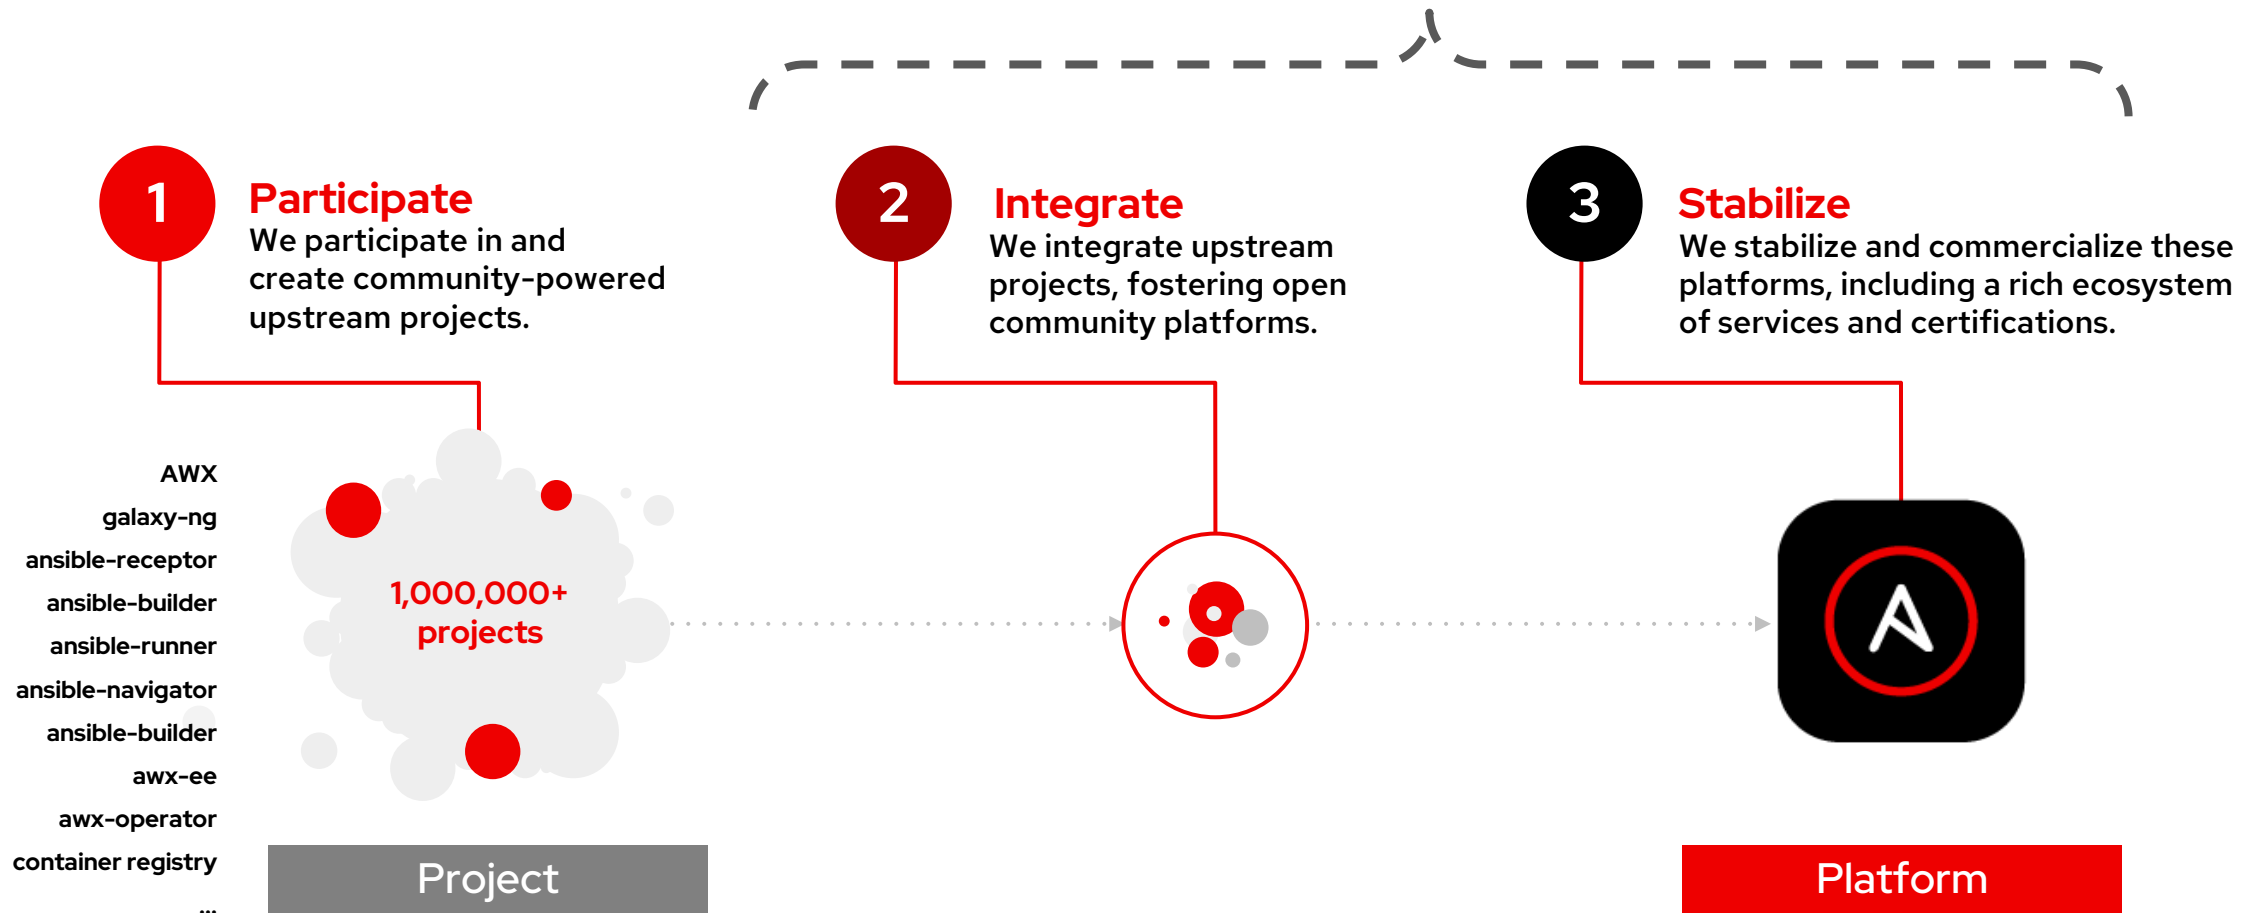 1
Participate
We participate in and
create community-powered
upstream projects.
2
Integrate
We integrate upstream
projects, fostering open
community platforms.
3
Stabilize
We stabilize and commercialize these
platforms, including a rich ecosystem
of services and certifications.
AWX
galaxy-ng
ansible-receptor
ansible-builder
ansible-runner
ansible-navigator
ansible-builder
awx-ee
awx-operator
container registry
...
1,000,000+
projects
Project
Platform